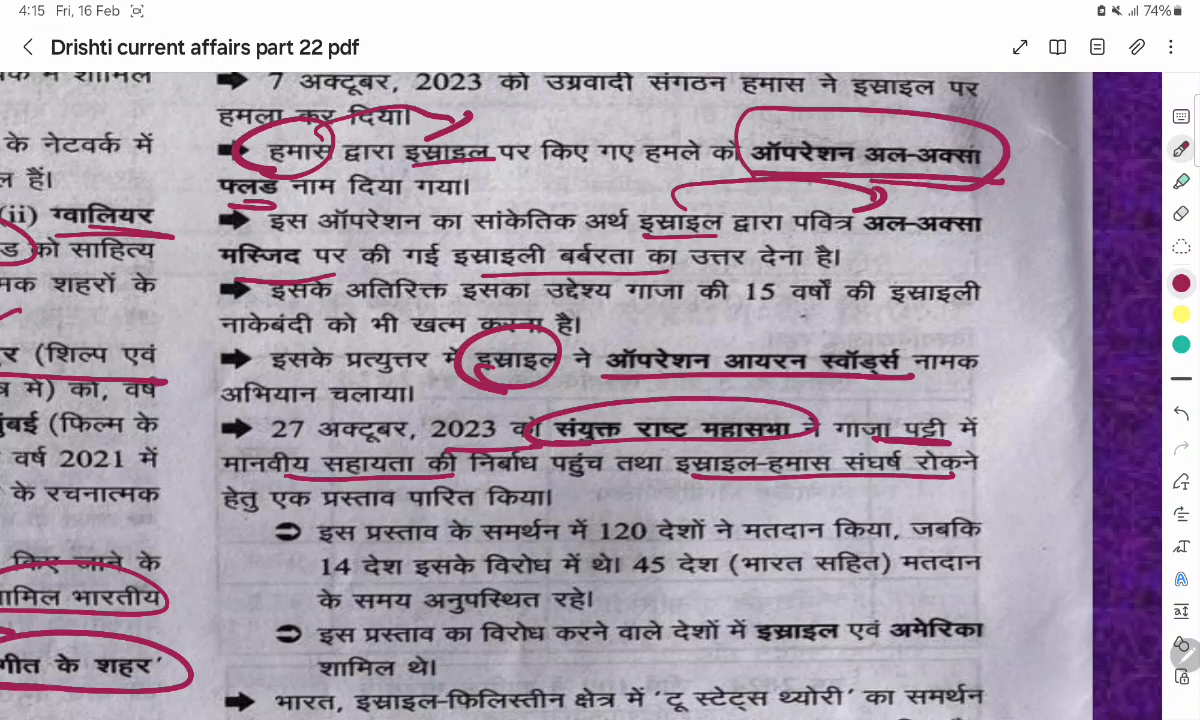 4:15 Fri, 16 Feb
74%
Drishti current affairs part 22 pdf
के नेटवर्क में
ल हैं।
(ii) ग्वालियर
ड को साहित्य
मक शहरों के
र (शिल्प एवं
त्र में) को, वर्ष
मुंबई (फिल्म के
वर्ष 2021 में
के रचनात्मक
किए जाने के
शामिल भारतीय
गीत के शहर'
➡ 7 अक्टूबर, 2023 को उग्रवादी संगठन हमास ने इस्राइल पर
हमला कर दिया।
➡ हमास द्वारा इस्राइल पर किए गए हमले को ऑपरेशन अल-अक्सा
फ्लड नाम दिया गया।
➡ इस ऑपरेशन का सांकेतिक अर्थ इस्राइल द्वारा पवित्र अल-अक्सा
मस्जिद पर की गई इस्राइली बर्बरता का उत्तर देना है।
➡ इसके अतिरिक्त इसका उद्देश्य गाजा की 15 वर्षों की इस्राइली
नाकेबंदी को भी खत्म करना है।
➡ इसके प्रत्युत्तर में इस्राइल ने ऑपरेशन आयरन स्वॉर्ड्स नामक
अभियान चलाया।
➡ 27 अक्टूबर, 2023 को संयुक्त राष्ट महासभा ने गाजा पट्टी में
मानवीय सहायता की निर्बाध पहुंच तथा इस्राइल-हमास संघर्ष रोकने
हेतु एक प्रस्ताव पारित किया।
➲ इस प्रस्ताव के समर्थन में 120 देशों ने मतदान किया, जबकि
14 देश इसके विरोध में थे। 45 देश (भारत सहित) मतदान
के समय अनुपस्थित रहे।
➲ इस प्रस्ताव का विरोध करने वाले देशों में इस्राइल एवं अमेरिका
शामिल थे।
➡ भारत, इस्राइल-फिलिस्तीन क्षेत्र में 'टू स्टेट्स थ्योरी' का समर्थन